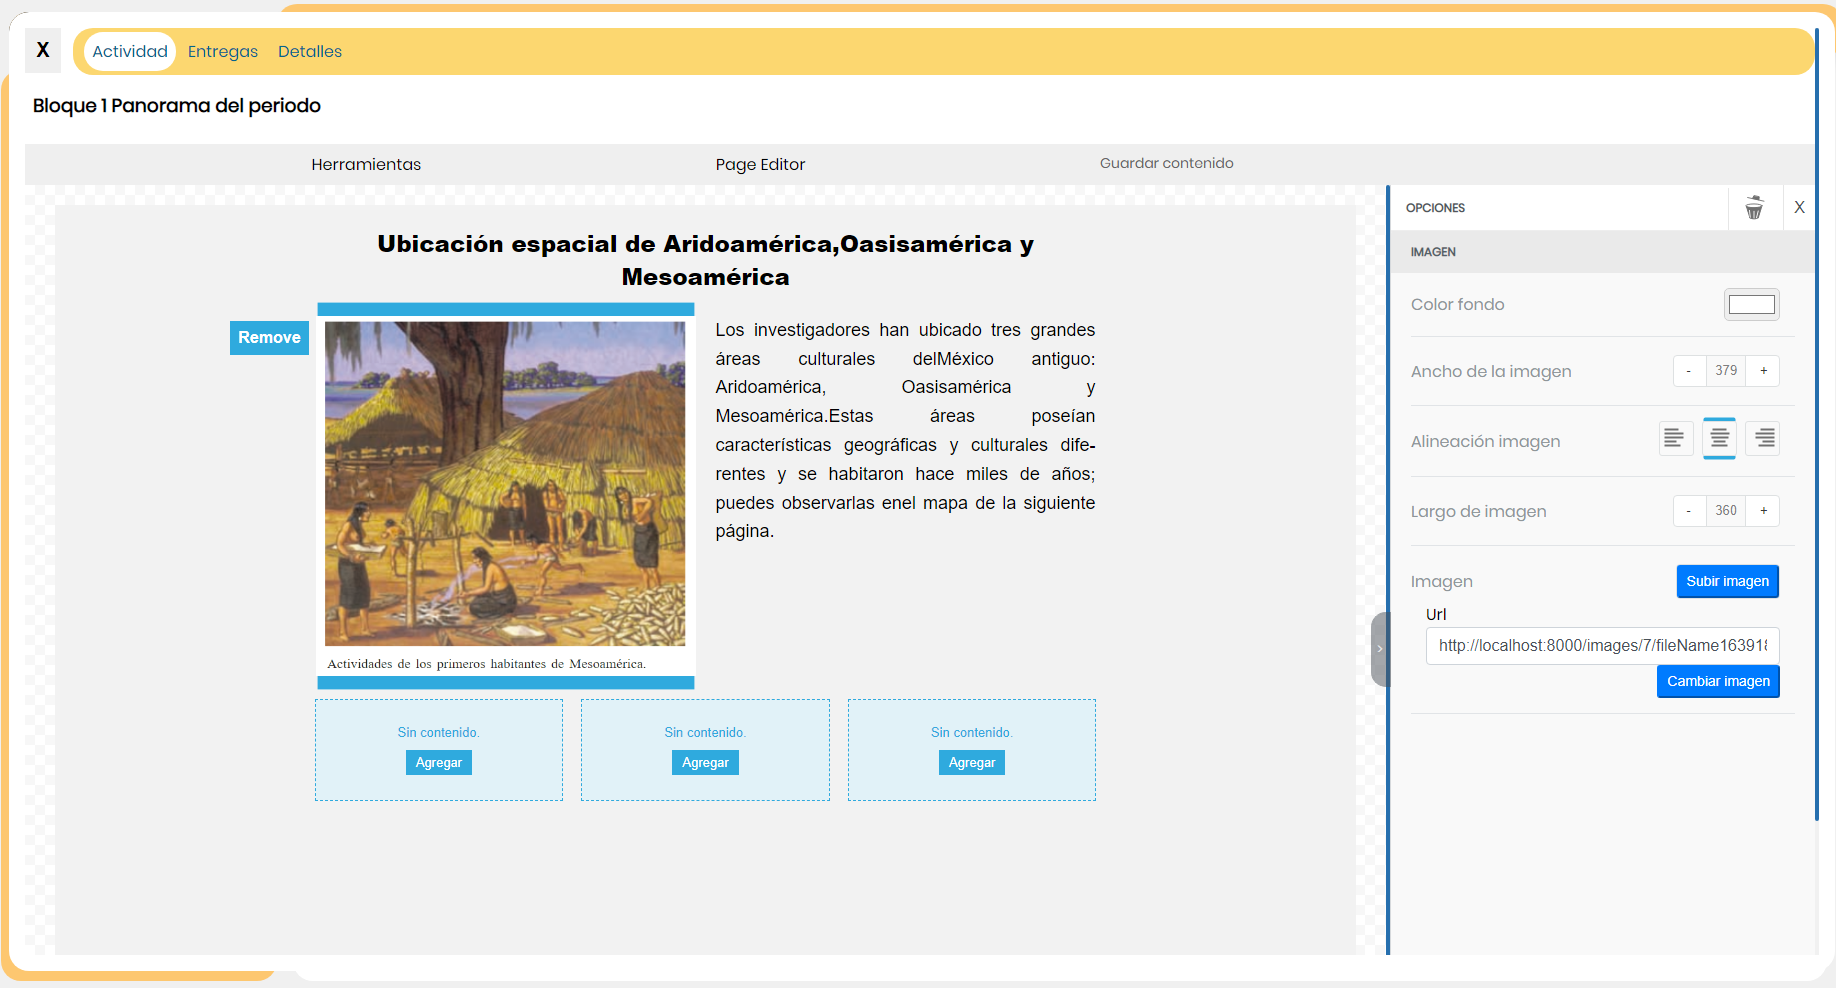 X
Actividad Entregas Detalles
Bloque 1 Panorama del periodo
Herramientas Page Editor Guardar contenido
Ubicación espacial de Aridoamérica,Oasisamérica y
Mesoamérica
Remove
Actividades de los primeros habitantes de Mesoamérica.
Los investigadores han ubicado tres grandes
áreas culturales delMéxico antiguo:
Aridoamérica, Oasisamérica y
Mesoamérica.Estas áreas poseían
características geográficas y culturales dife-
rentes y se habitaron hace miles de años;
puedes observarlas enel mapa de la siguiente
página.
Sin contenido.
Agregar
Sin contenido.
Agregar
Sin contenido.
Agregar
OPCIONES X
IMAGEN
Color fondo
Ancho de la imagen - 379 +
Alineación imagen
Largo de imagen - 360 +
Imagen Subir imagen
Url
http://localhost:8000/images/7/fileName163918
Cambiar imagen